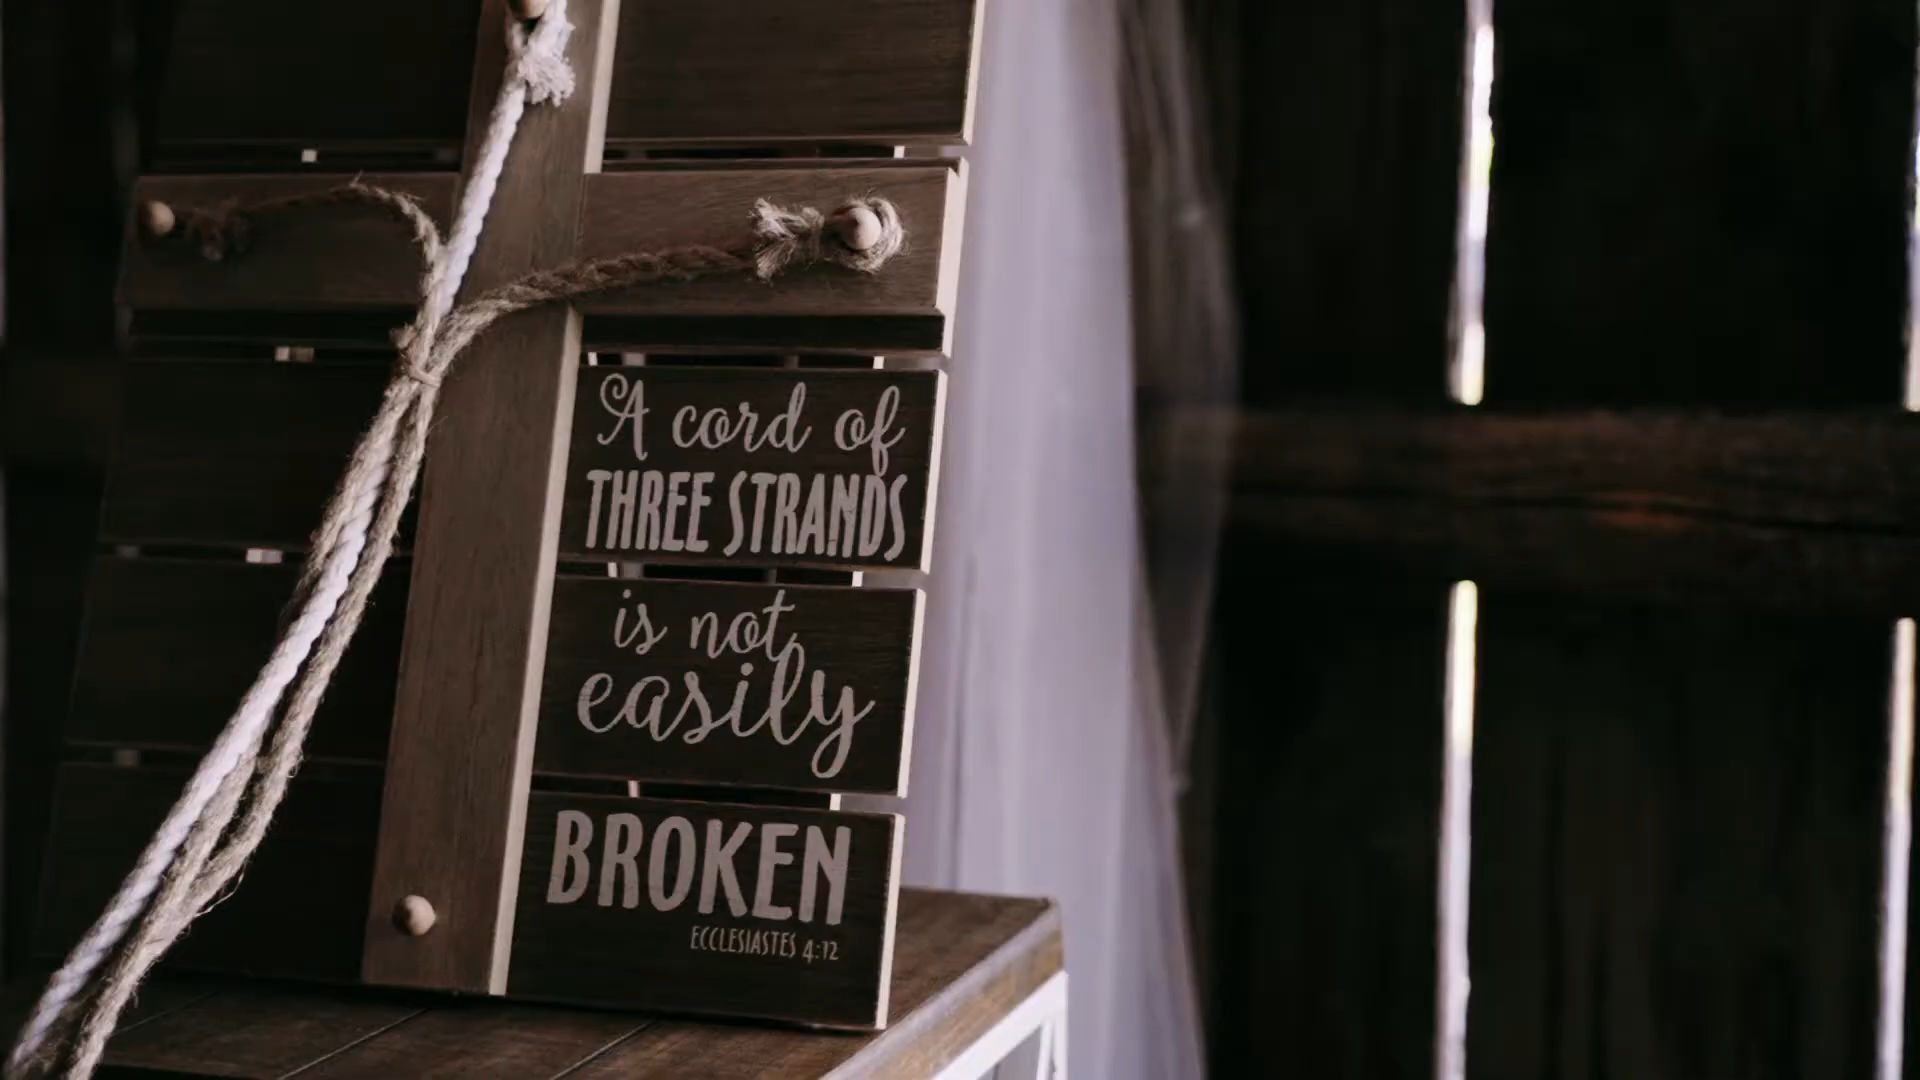 A cord of
THREE STRANDS
is not
easily
BROKEN
ECCLESIASTES 4:12